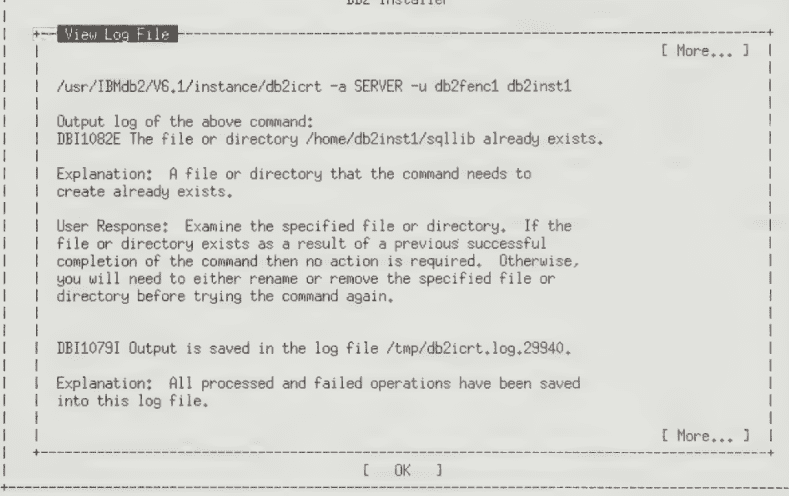 DB2 Installer
View Log File
[ More... ]
/usr/IBMdb2/V6.1/instance/db2icrt -a SERVER -u db2fenc1 db2inst1
Output log of the above command:
DBI1082E The file or directory /home/db2inst1/sqllib already exists.
Explanation: A file or directory that the command needs to
create already exists.
User Response: Examine the specified file or directory. If the
file or directory exists as a result of a previous successful
completion of the command then no action is required. Otherwise,
you will need to either rename or remove the specified file or
directory before trying the command again.
DBI1079I Output is saved in the log file /tmp/db2icrt.log.29940.
Explanation: All processed and failed operations have been saved
into this log file.
[ More... ]
[ OK ]